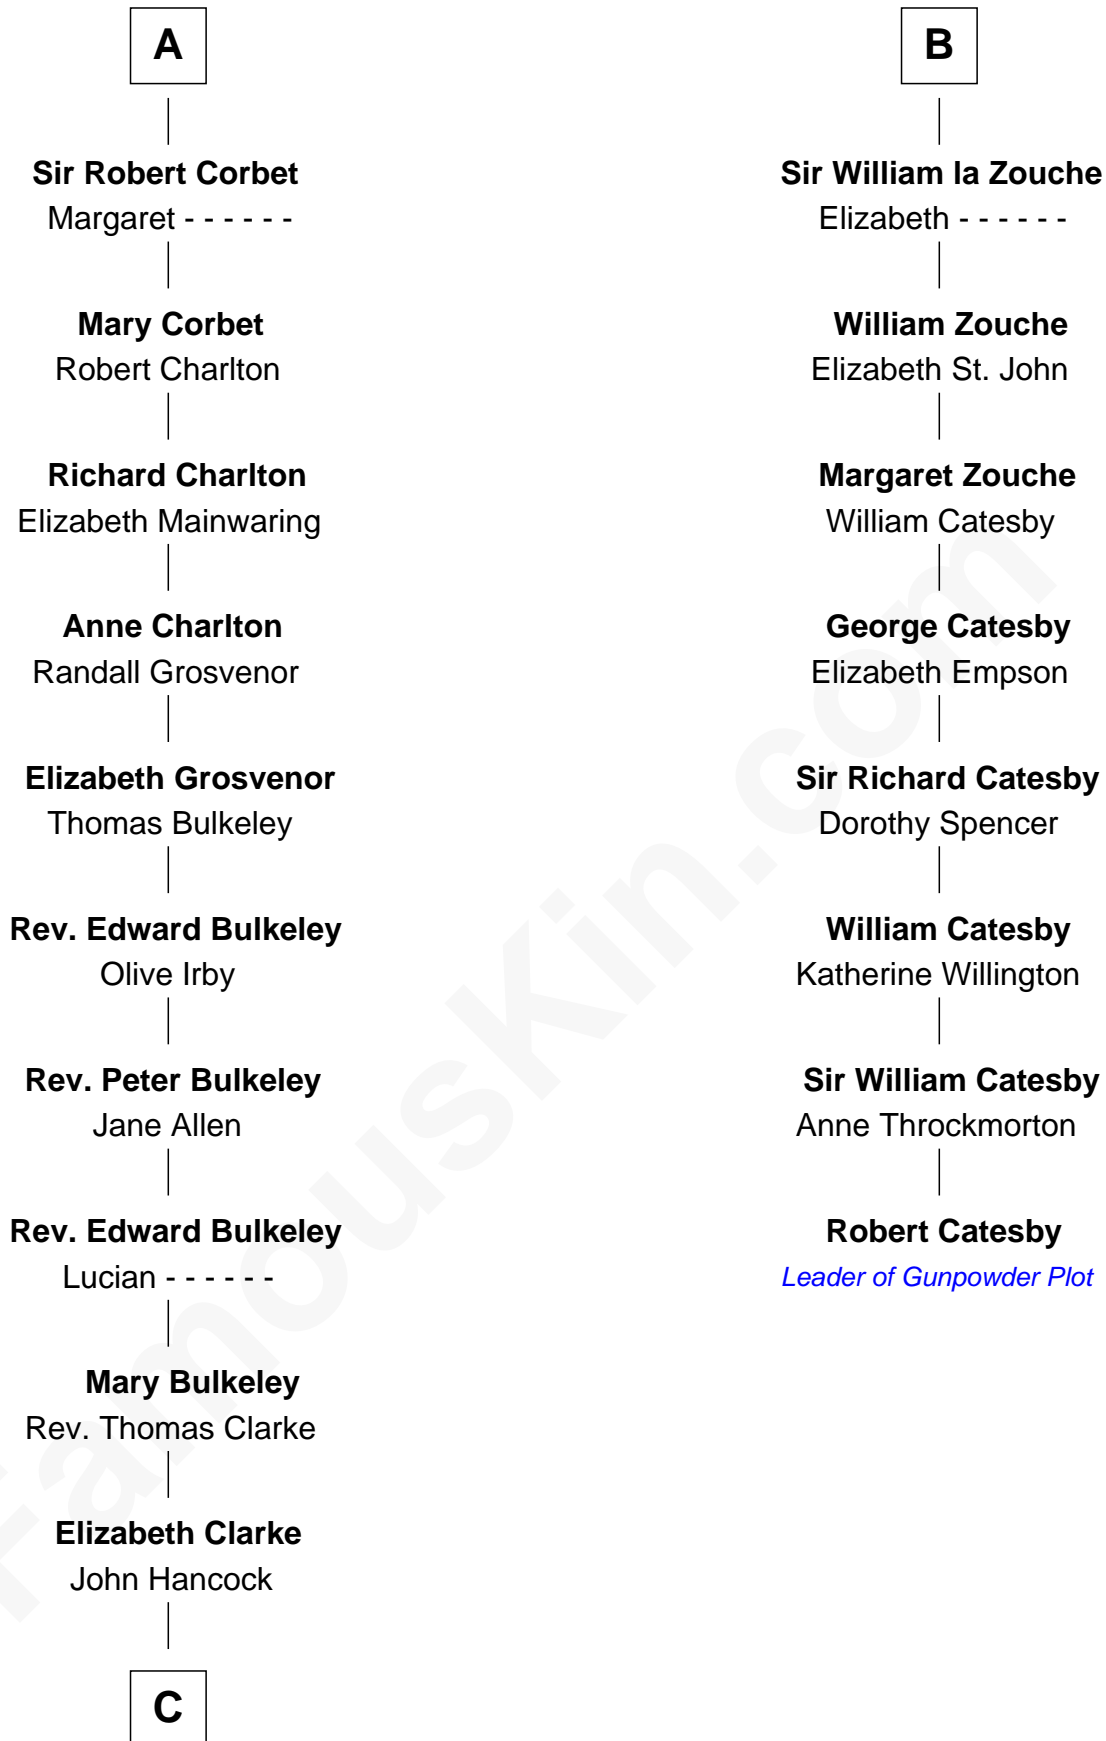 A
Sir Robert Corbet
Margaret - - - - - -
Mary Corbet
Robert Charlton
Richard Charlton
Elizabeth Mainwaring
Anne Charlton
Randall Grosvenor
Elizabeth Grosvenor
Thomas Bulkeley
Rev. Edward Bulkeley
Olive Irby
Rev. Peter Bulkeley
Jane Allen
Rev. Edward Bulkeley
Lucian - - - - - -
Mary Bulkeley
Rev. Thomas Clarke
Elizabeth Clarke
John Hancock
C
B
Sir William la Zouche
Elizabeth - - - - - -
William Zouche
Elizabeth St. John
Margaret Zouche
William Catesby
George Catesby
Elizabeth Empson
Sir Richard Catesby
Dorothy Spencer
William Catesby
Katherine Willington
Sir William Catesby
Anne Throckmorton
Robert Catesby
Leader of Gunpowder Plot
FamousKin.com